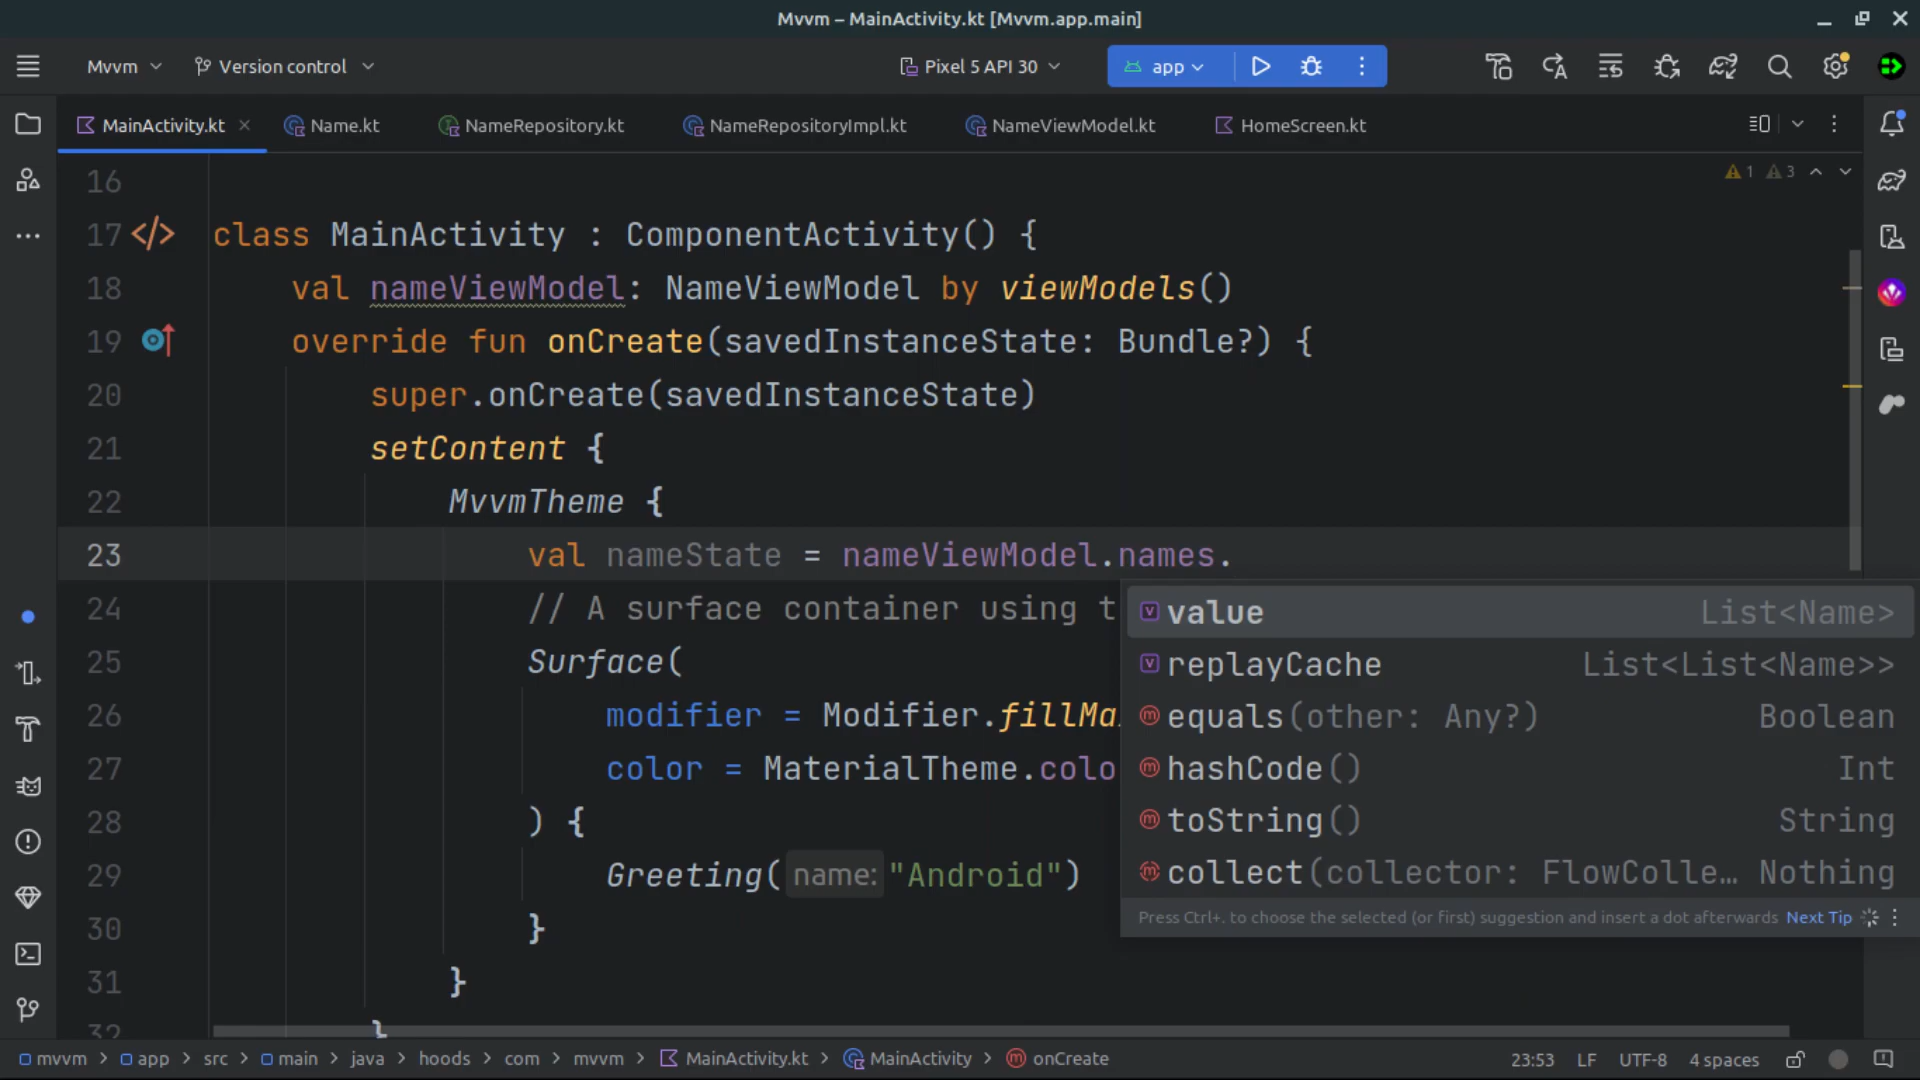 Mvvm – MainActivity.kt [Mvvm.app.main]
Mvvm Version control Pixel 5 API 30 app
MainActivity.kt Name.kt NameRepository.kt NameRepositoryImpl.kt NameViewModel.kt HomeScreen.kt
1 3
16
17 class MainActivity : ComponentActivity() {
18 val nameViewModel: NameViewModel by viewModels()
19 override fun onCreate(savedInstanceState: Bundle?) {
20 super.onCreate(savedInstanceState)
21 setContent {
22 MvvmTheme {
23 val nameState = nameViewModel.names.
24 // A surface container using t
25 Surface(
26 modifier = Modifier.fillMa
27 color = MaterialTheme.colo
28 ) {
29 Greeting( name: "Android")
30 }
31 }
32 }
value List<Name>
replayCache List<List<Name>>
equals(other: Any?) Boolean
hashCode() Int
toString() String
collect(collector: FlowColle… Nothing
Press Ctrl+. to choose the selected (or first) suggestion and insert a dot afterwards Next Tip
mvvm > app > src > main > java > hoods > com > mvvm > MainActivity.kt > MainActivity > onCreate 23:53 LF UTF-8 4 spaces